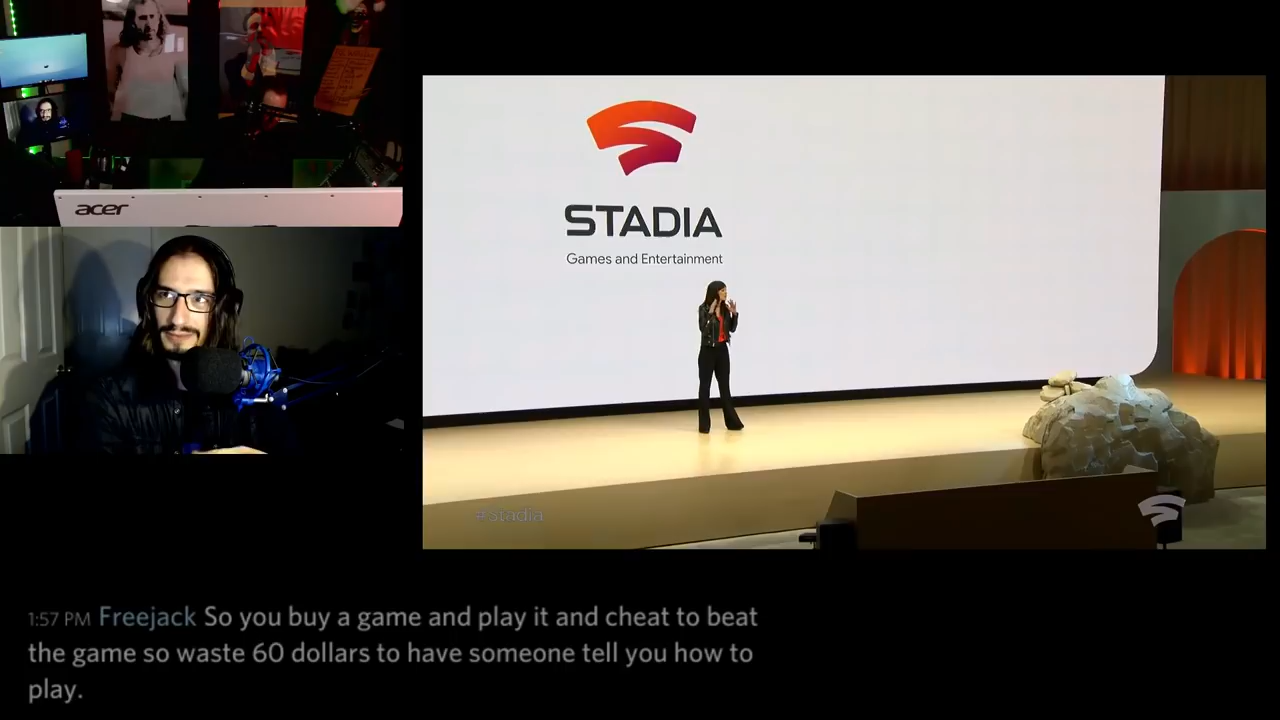 acer
STADIA
Games and Entertainment
#stadia
1:57 PM Freejack So you buy a game and play it and cheat to beat
the game so waste 60 dollars to have someone tell you how to
play.